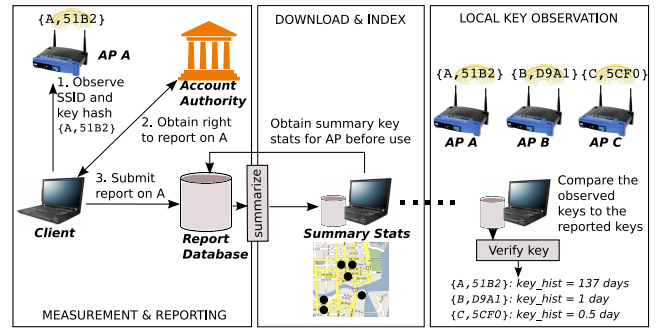 {A,51B2}
AP A
1. Observe
SSID and
key hash
{A,51B2}
Account
Authority
2. Obtain right
to report on A
3. Submit
report on A
Client
Report
Database
MEASUREMENT & REPORTING
DOWNLOAD & INDEX
Obtain summary key
stats for AP before use
summarize
Summary Stats
LOCAL KEY OBSERVATION
{A,51B2} {B,D9A1} {C,5CF0}
AP A AP B AP C
Compare the
observed
keys to the
reported keys
Verify key
{A,51B2}: key_hist = 137 days
{B,D9A1}: key_hist = 1 day
{C,5CF0}: key_hist = 0.5 day